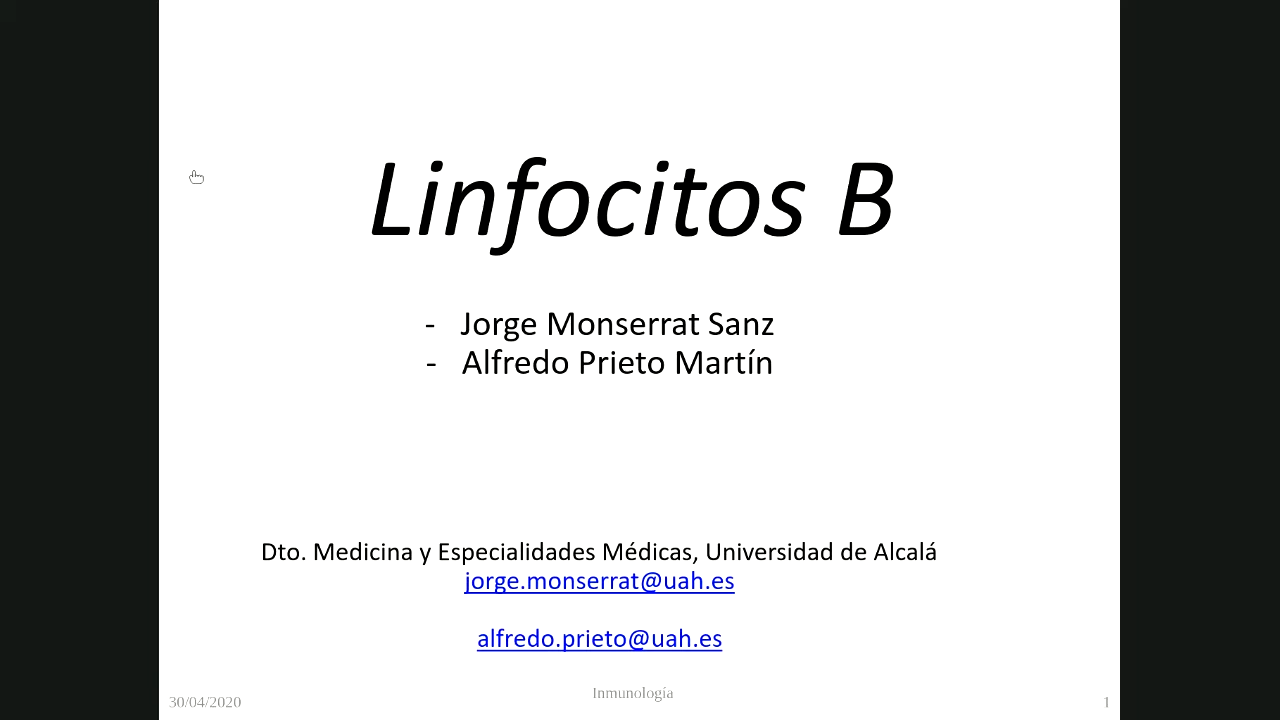 Linfocitos B
- Jorge Monserrat Sanz
- Alfredo Prieto Martín
Dto. Medicina y Especialidades Médicas, Universidad de Alcalá
jorge.monserrat@uah.es
alfredo.prieto@uah.es
30/04/2020
Inmunología
1